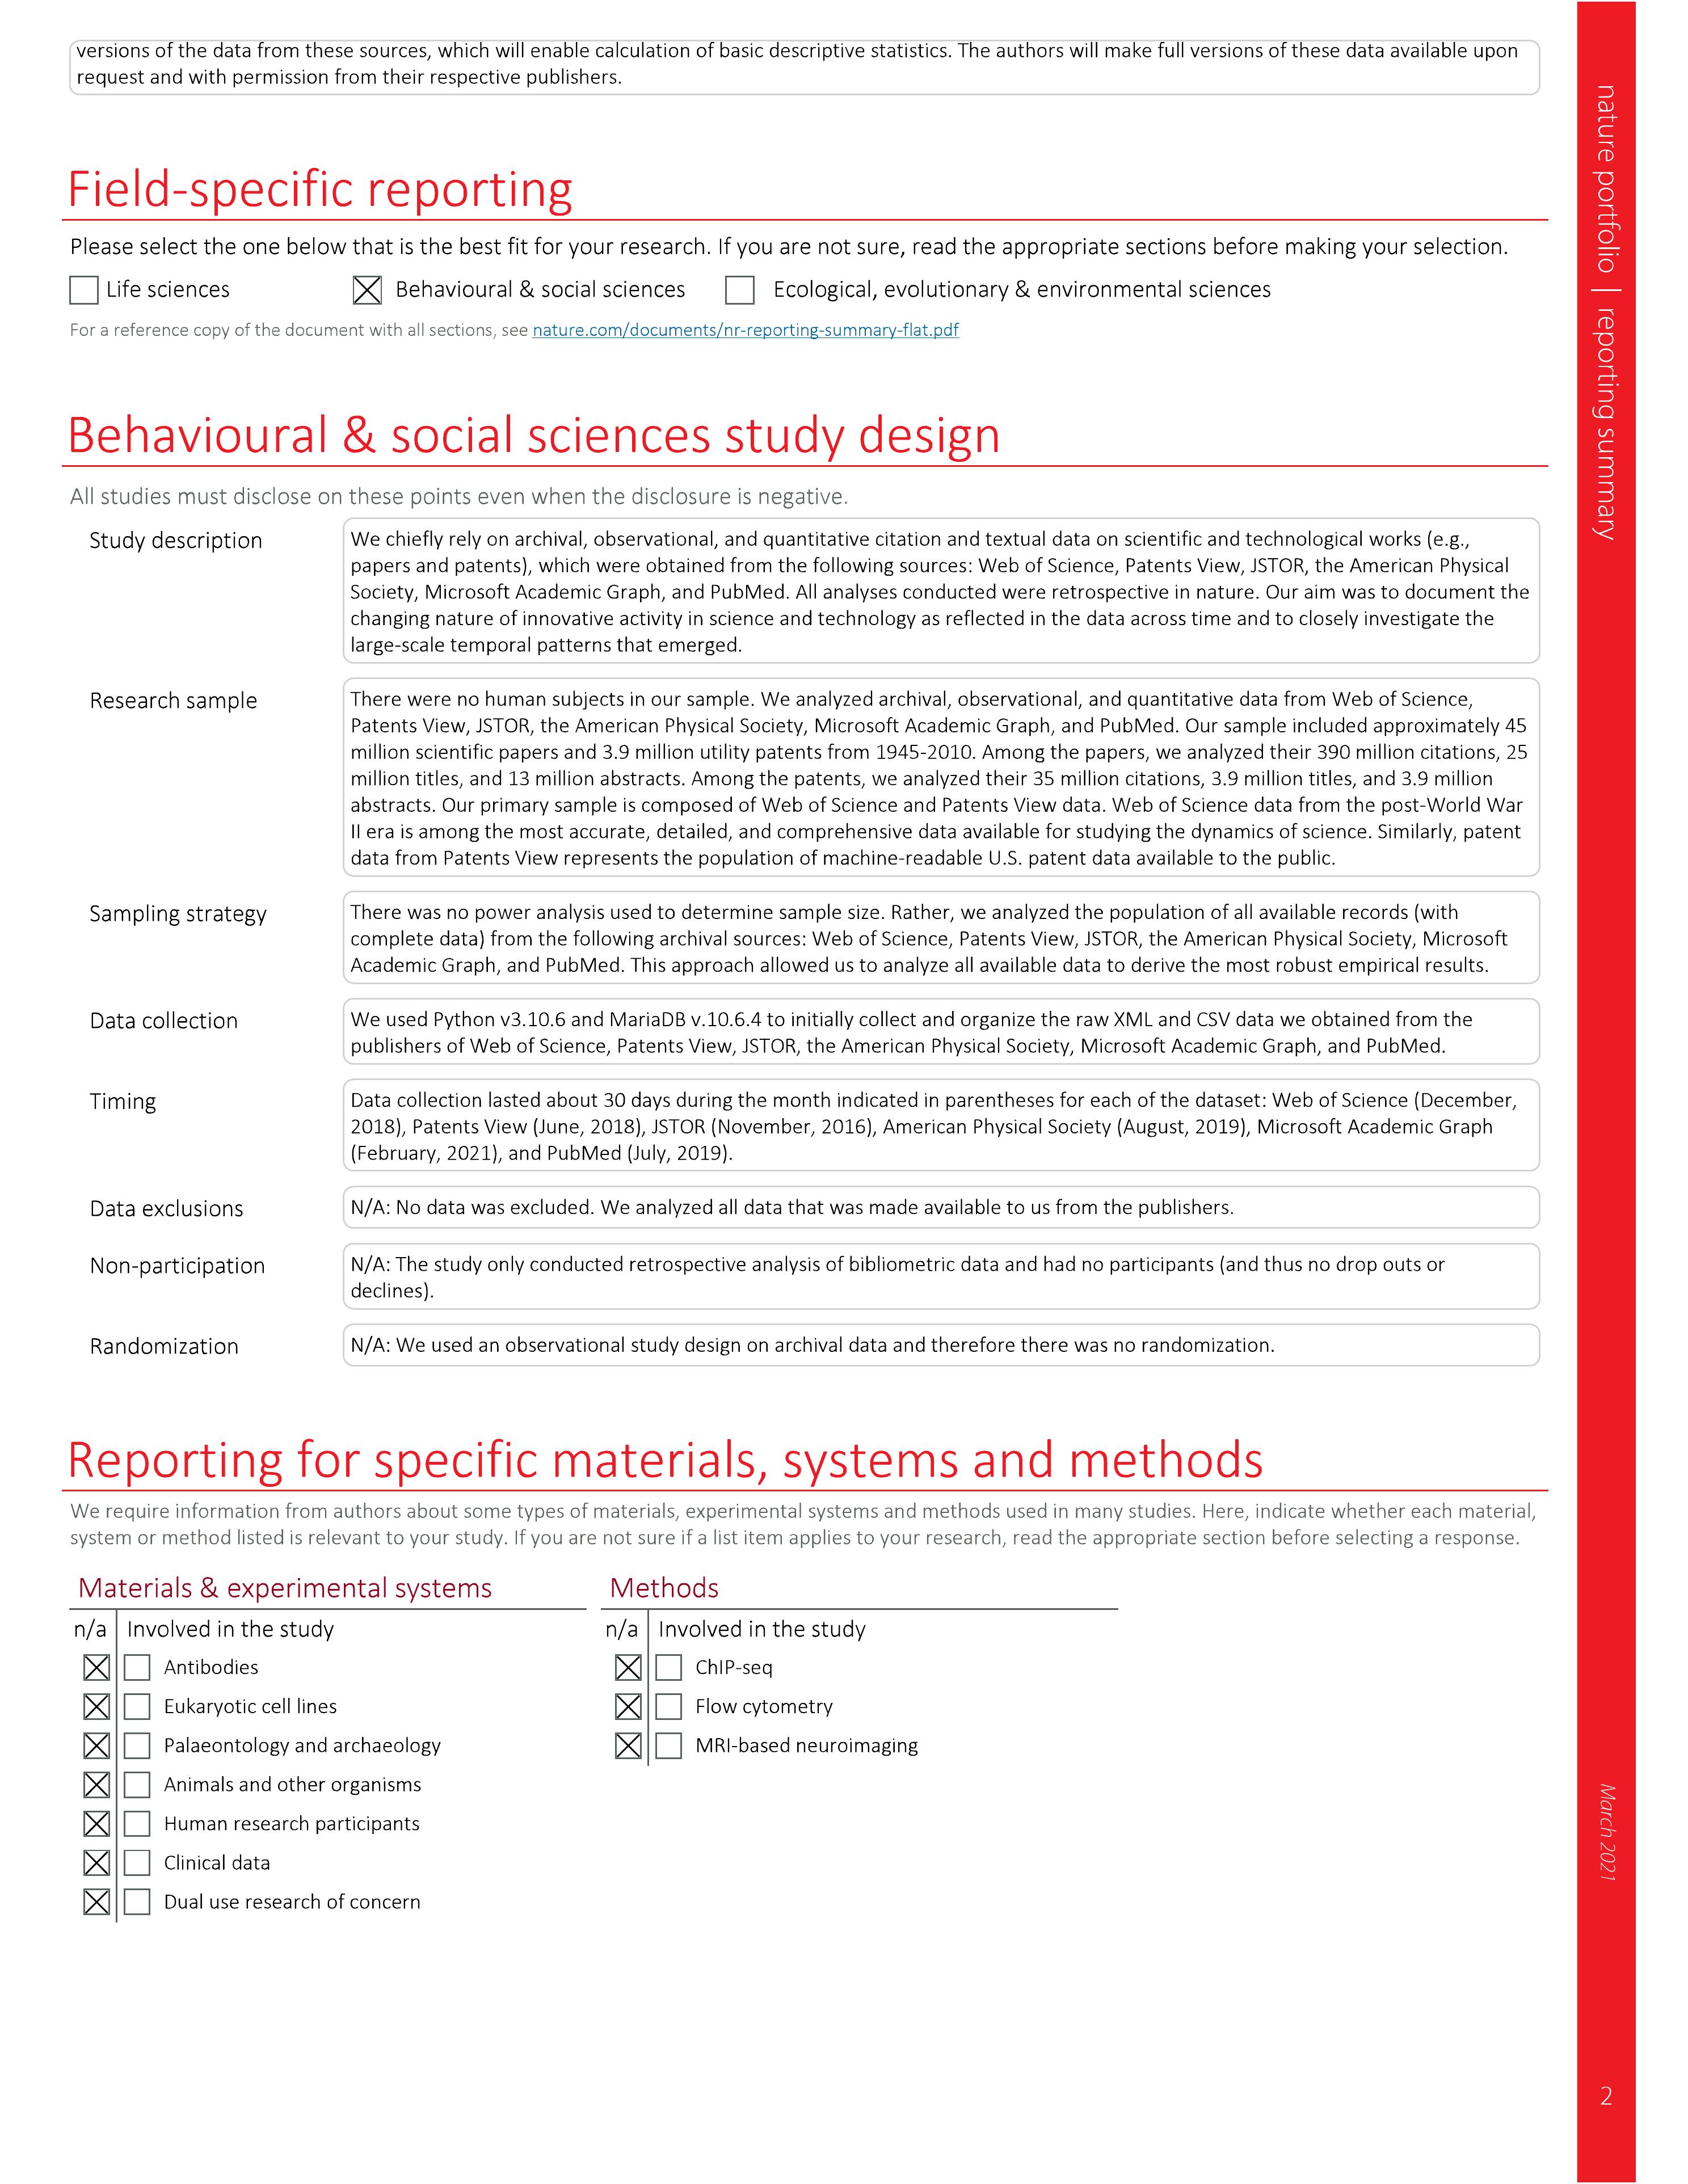 versions of the data from these sources, which will enable calculation of basic descriptive statistics. The authors will make full versions of these data available upon
request and with permission from their respective publishers.
Field-specific reporting
Please select the one below that is the best fit for your research. If you are not sure, read the appropriate sections before making your selection.
Life sciences Behavioural & social sciences Ecological, evolutionary & environmental sciences
For a reference copy of the document with all sections, see nature.com/documents/nr-reporting-summary-flat.pdf
Behavioural & social sciences study design
All studies must disclose on these points even when the disclosure is negative.
Study description
We chiefly rely on archival, observational, and quantitative citation and textual data on scientific and technological works (e.g.,
papers and patents), which were obtained from the following sources: Web of Science, Patents View, JSTOR, the American Physical
Society, Microsoft Academic Graph, and PubMed. All analyses conducted were retrospective in nature. Our aim was to document the
changing nature of innovative activity in science and technology as reflected in the data across time and to closely investigate the
large-scale temporal patterns that emerged.
Research sample
There were no human subjects in our sample. We analyzed archival, observational, and quantitative data from Web of Science,
Patents View, JSTOR, the American Physical Society, Microsoft Academic Graph, and PubMed. Our sample included approximately 45
million scientific papers and 3.9 million utility patents from 1945-2010. Among the papers, we analyzed their 390 million citations, 25
million titles, and 13 million abstracts. Among the patents, we analyzed their 35 million citations, 3.9 million titles, and 3.9 million
abstracts. Our primary sample is composed of Web of Science and Patents View data. Web of Science data from the post-World War
II era is among the most accurate, detailed, and comprehensive data available for studying the dynamics of science. Similarly, patent
data from Patents View represents the population of machine-readable U.S. patent data available to the public.
Sampling strategy
There was no power analysis used to determine sample size. Rather, we analyzed the population of all available records (with
complete data) from the following archival sources: Web of Science, Patents View, JSTOR, the American Physical Society, Microsoft
Academic Graph, and PubMed. This approach allowed us to analyze all available data to derive the most robust empirical results.
Data collection
We used Python v3.10.6 and MariaDB v.10.6.4 to initially collect and organize the raw XML and CSV data we obtained from the
publishers of Web of Science, Patents View, JSTOR, the American Physical Society, Microsoft Academic Graph, and PubMed.
Timing
Data collection lasted about 30 days during the month indicated in parentheses for each of the dataset: Web of Science (December,
2018), Patents View (June, 2018), JSTOR (November, 2016), American Physical Society (August, 2019), Microsoft Academic Graph
(February, 2021), and PubMed (July, 2019).
Data exclusions
N/A: No data was excluded. We analyzed all data that was made available to us from the publishers.
Non-participation
N/A: The study only conducted retrospective analysis of bibliometric data and had no participants (and thus no drop outs or
declines).
Randomization
N/A: We used an observational study design on archival data and therefore there was no randomization.
Reporting for specific materials, systems and methods
We require information from authors about some types of materials, experimental systems and methods used in many studies. Here, indicate whether each material,
system or method listed is relevant to your study. If you are not sure if a list item applies to your research, read the appropriate section before selecting a response.
Materials & experimental systems
n/a Involved in the study
Antibodies
Eukaryotic cell lines
Palaeontology and archaeology
Animals and other organisms
Human research participants
Clinical data
Dual use research of concern
Methods
n/a Involved in the study
ChIP-seq
Flow cytometry
MRI-based neuroimaging
nature portfolio | reporting summary
March 2021
2